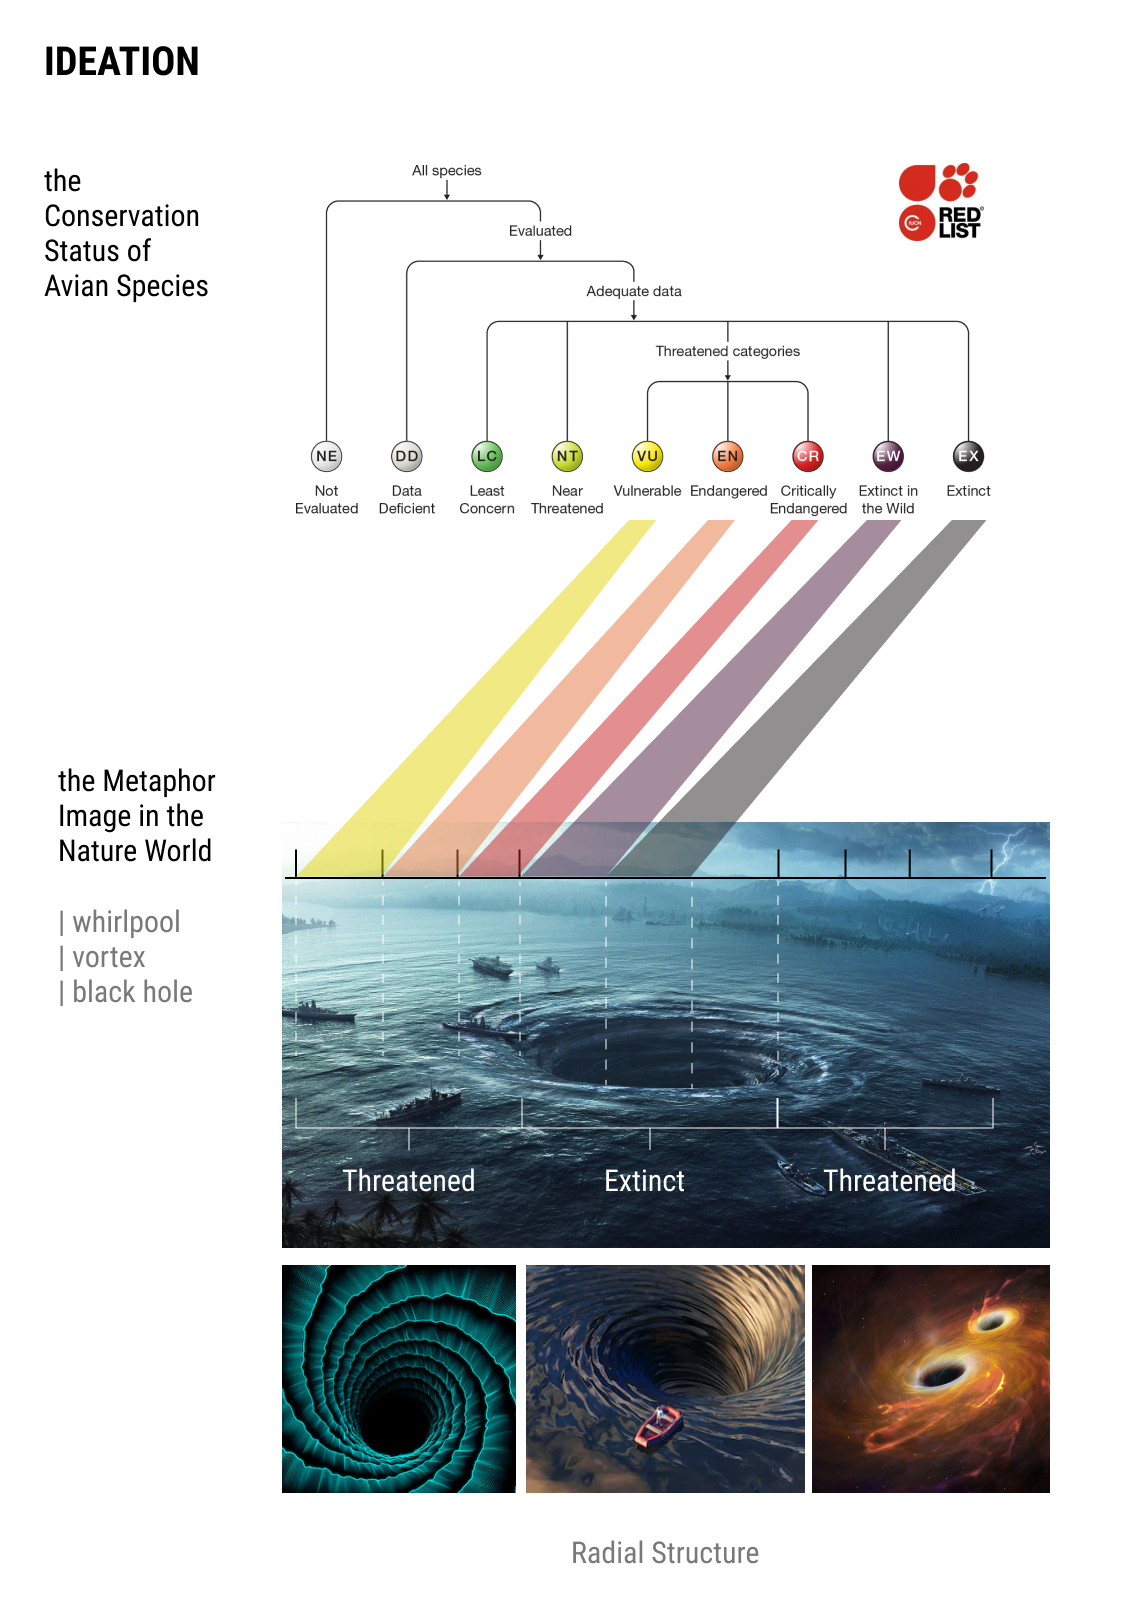 IDEATION
the
Conservation
Status of
Avian Species
All species
Evaluated
Adequate data
Threatened categories
IUCN
RED
LIST
NE
DD
LC
NT
VU
EN
CR
EW
EX
Not
Evaluated
Data
Deficient
Least
Concern
Near
Threatened
Vulnerable
Endangered
Critically
Endangered
Extinct in
the Wild
Extinct
the Metaphor
Image in the
Nature World
| whirlpool
| vortex
| black hole
Threatened
Extinct
Threatened
Radial Structure